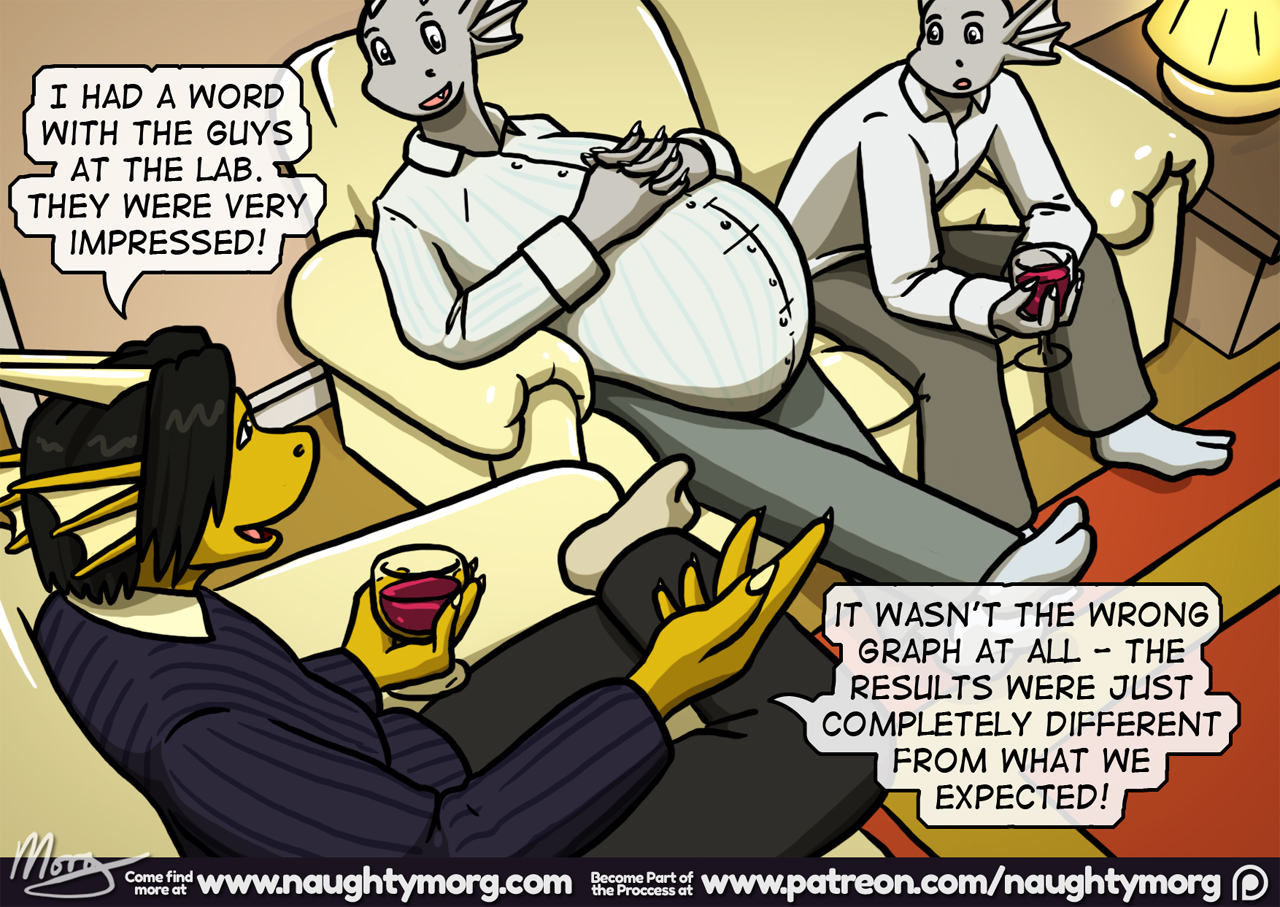 I HAD A WORD
WITH THE GUYS
AT THE LAB.
THEY WERE VERY
IMPRESSED!
IT WASN'T THE WRONG
GRAPH AT ALL – THE
RESULTS WERE JUST
COMPLETELY DIFFERENT
FROM WHAT WE
EXPECTED!
Morg
Come find
more at
www.naughtymorg.com
Become Part of
the Proccess at
www.patreon.com/naughtymorg